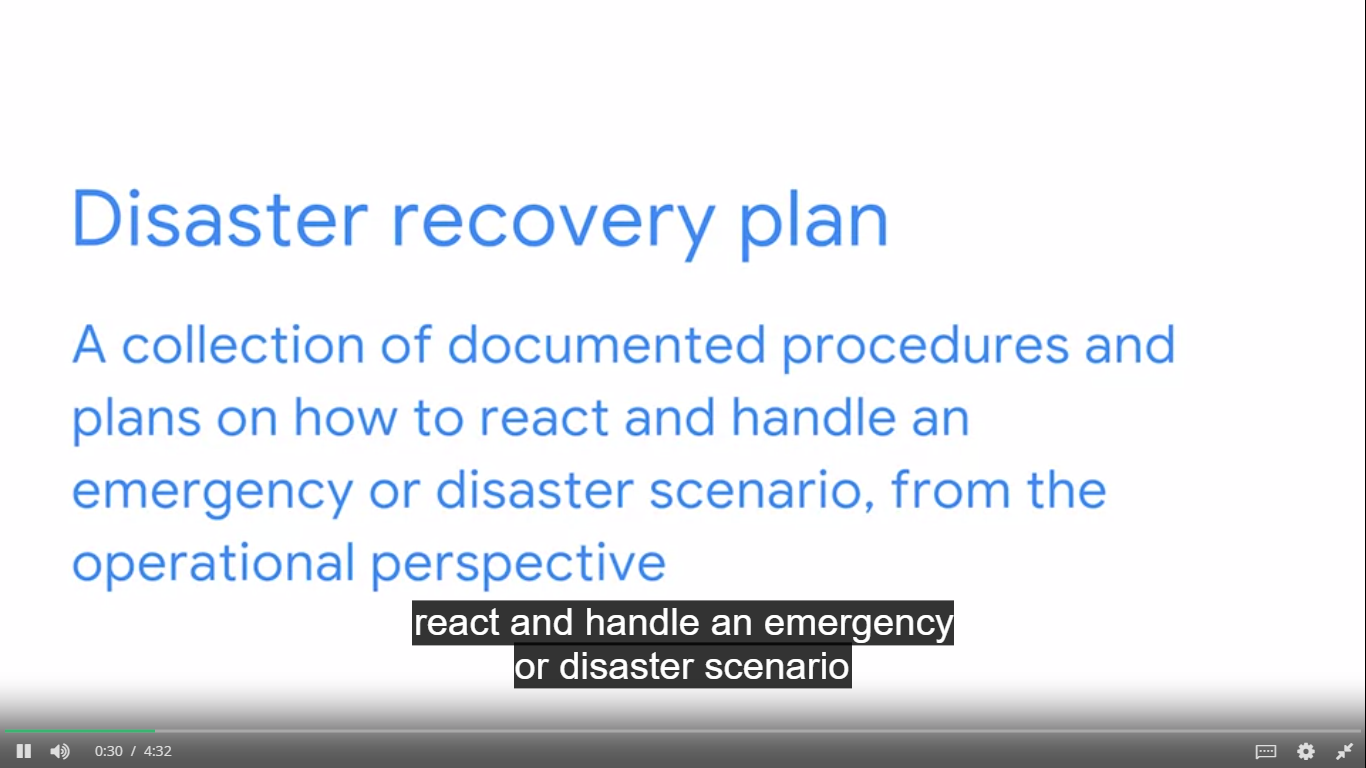 Disaster recovery plan
A collection of documented procedures and
plans on how to react and handle an
emergency or disaster scenario, from the
operational perspective
react and handle an emergency
or disaster scenario
0:30 / 4:32